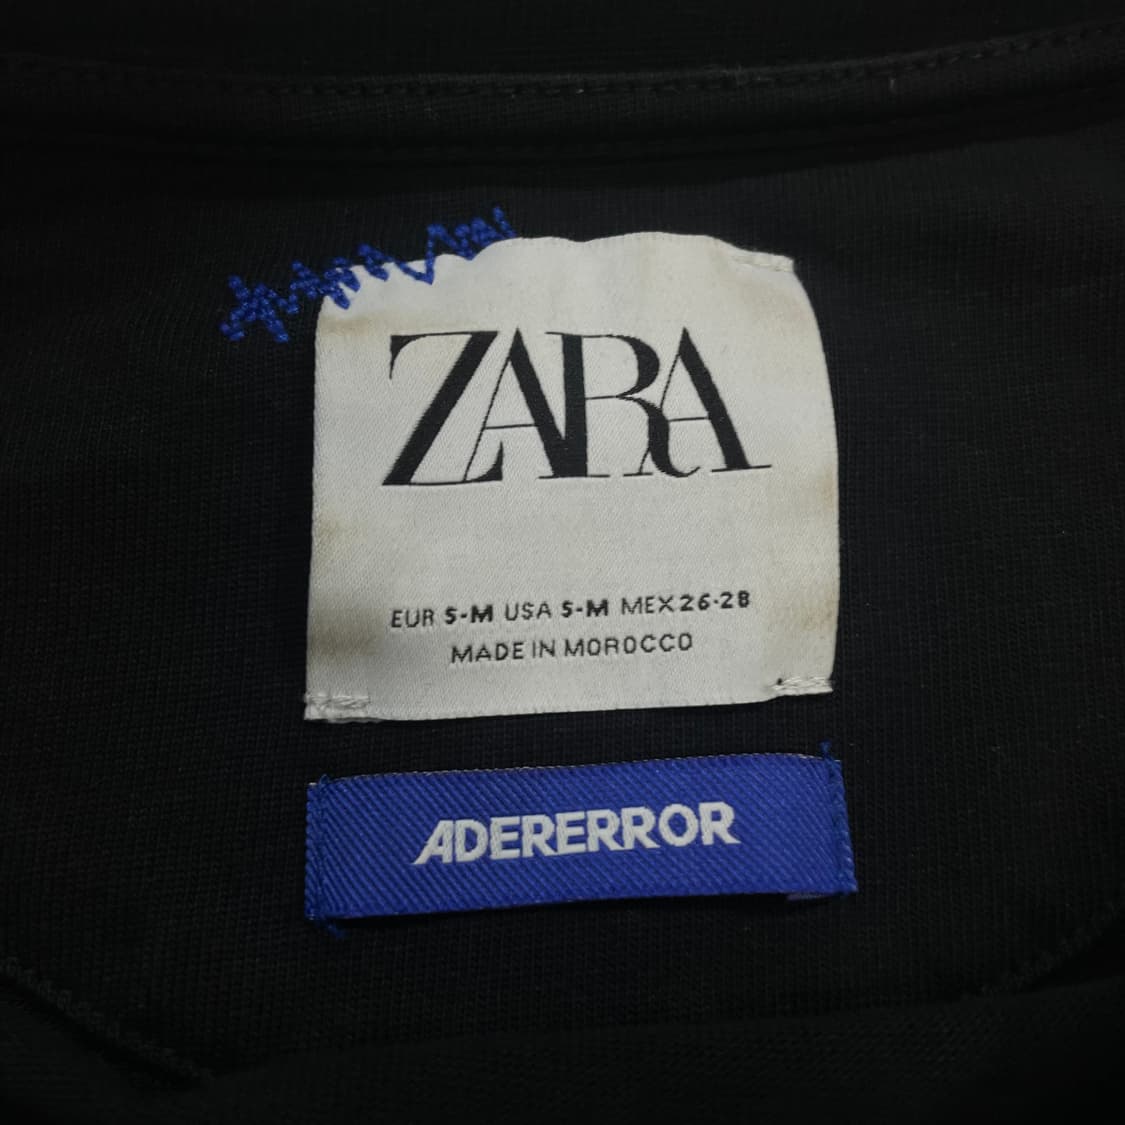 ZARA
EUR S-M USA S-M MEX 26-28
MADE IN MOROCCO
ADERERROR